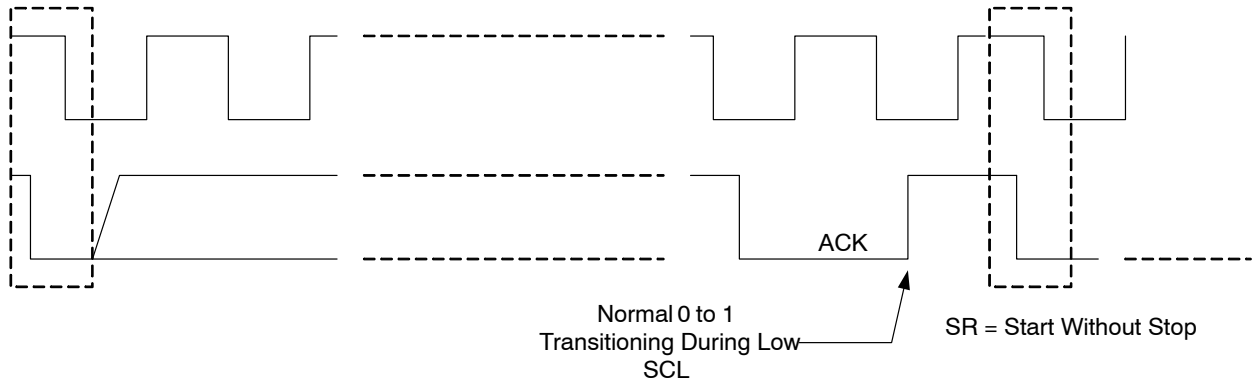 ACK
Normal 0 to 1
Transitioning During Low
SCL
SR = Start Without Stop